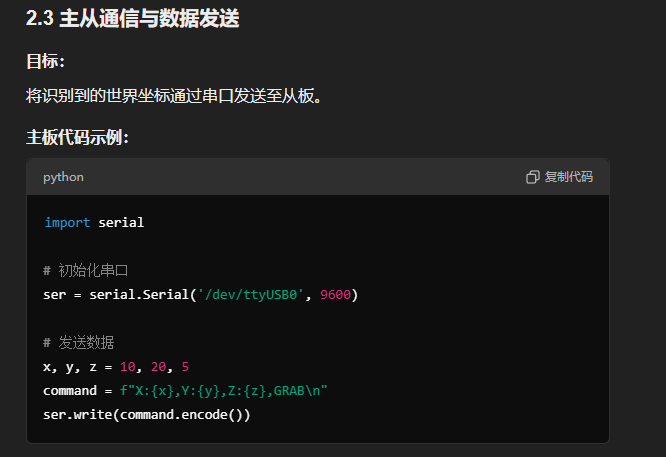 2.3 主从通信与数据发送
目标：
将识别到的世界坐标通过串口发送至从板。
主板代码示例：
python
复制代码
import serial
# 初始化串口
ser = serial.Serial('/dev/ttyUSB0', 9600)
# 发送数据
x, y, z = 10, 20, 5
command = f"X:{x},Y:{y},Z:{z},GRAB\n"
ser.write(command.encode())